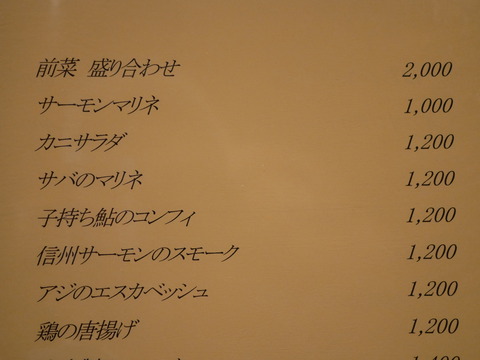 前菜 盛り合わせ 2,000
サーモンマリネ 1,000
カニサラダ 1,200
サバのマリネ 1,200
子持ち鮎のコンフィ 1,200
信州サーモンのスモーク 1,200
アジのエスカベッシュ 1,200
鶏の唐揚げ 1,200